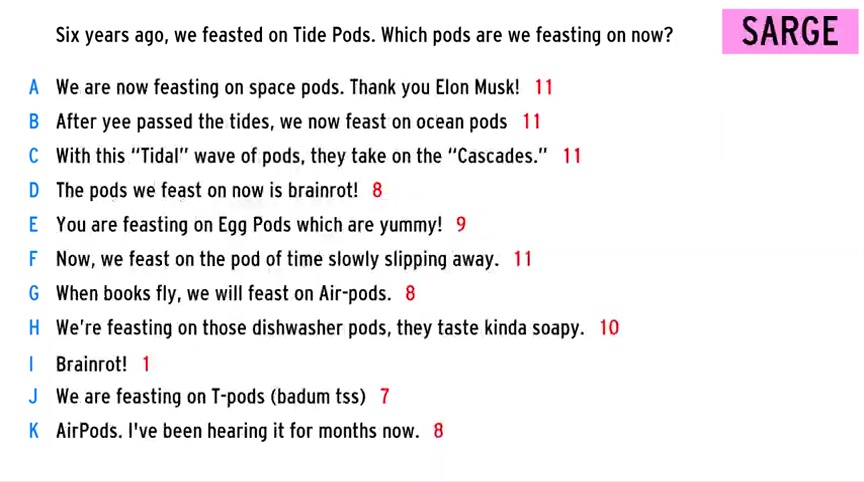 Six years ago, we feasted on Tide Pods. Which pods are we feasting on now?
SARGE
A We are now feasting on space pods. Thank you Elon Musk! 11
B After yee passed the tides, we now feast on ocean pods 11
C With this “Tidal” wave of pods, they take on the “Cascades.” 11
D The pods we feast on now is brainrot! 8
E You are feasting on Egg Pods which are yummy! 9
F Now, we feast on the pod of time slowly slipping away. 11
G When books fly, we will feast on Air-pods. 8
H We're feasting on those dishwasher pods, they taste kinda soapy. 10
I Brainrot! 1
J We are feasting on T-pods (badum tss) 7
K AirPods. I've been hearing it for months now. 8